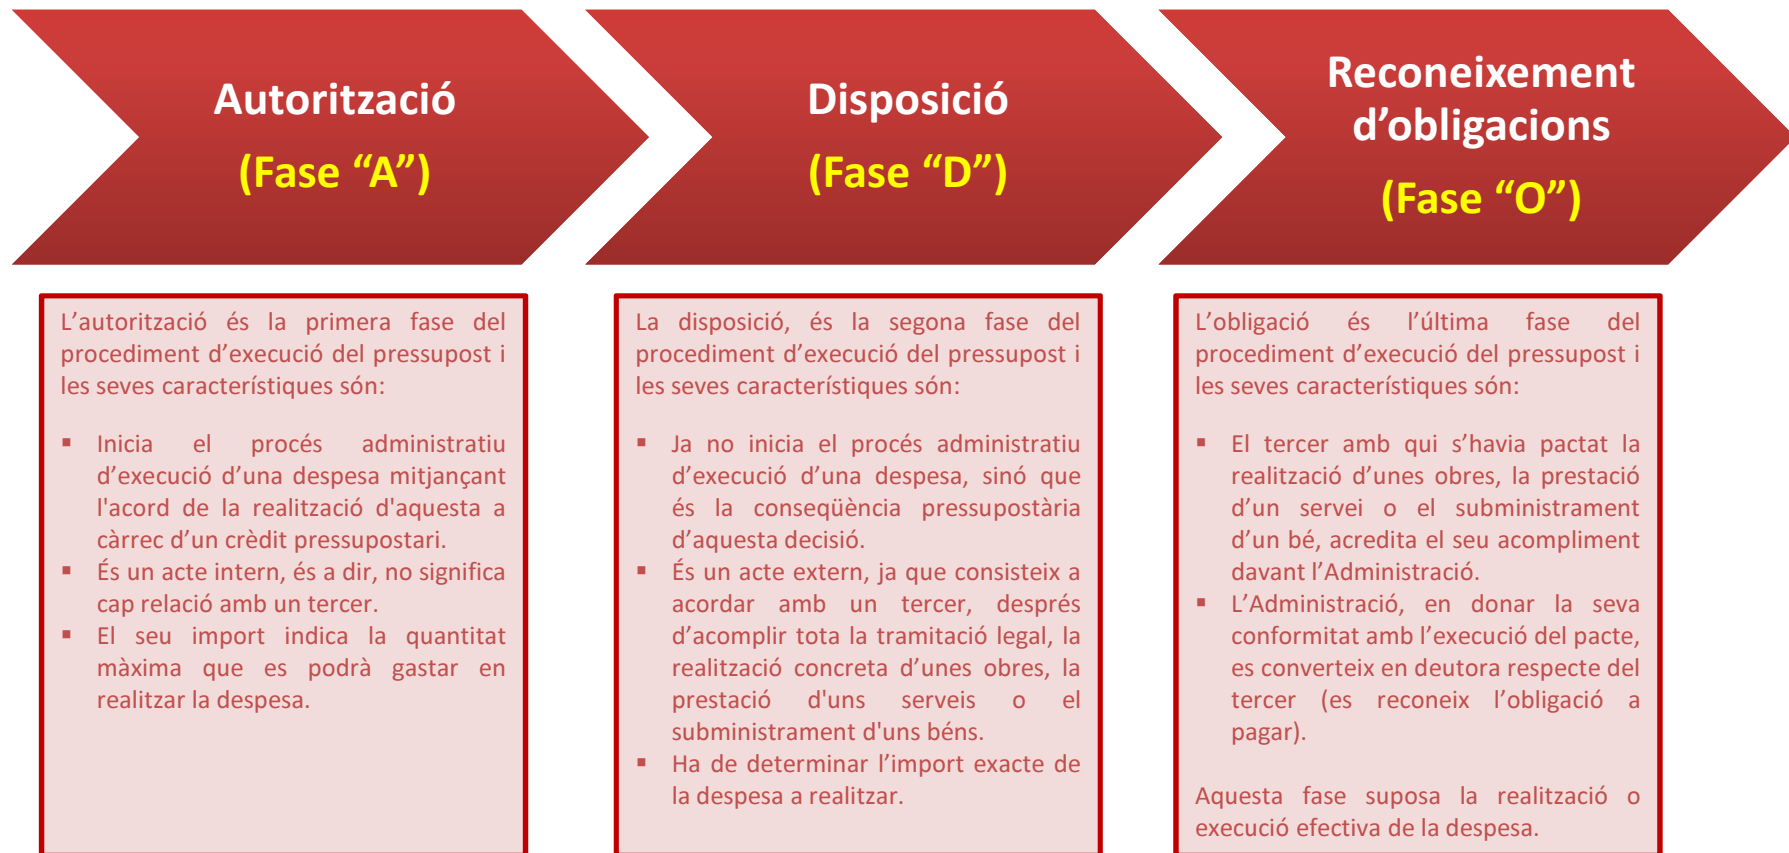 Autorització
(Fase “A”)
Disposició
(Fase “D”)
Reconeixement
d’obligacions
(Fase “O”)
L’autorització és la primera fase del
procediment d’execució del pressupost i
les seves característiques són:
▪ Inicia el procés administratiu
d’execució d’una despesa mitjançant
l'acord de la realització d'aquesta a
càrrec d’un crèdit pressupostari.
▪ És un acte intern, és a dir, no significa
cap relació amb un tercer.
▪ El seu import indica la quantitat
màxima que es podrà gastar en
realitzar la despesa.
La disposició, és la segona fase del
procediment d’execució del pressupost i
les seves característiques són:
▪ Ja no inicia el procés administratiu
d’execució d’una despesa, sinó que
és la conseqüència pressupostària
d’aquesta decisió.
▪ És un acte extern, ja que consisteix a
acordar amb un tercer, després
d’acomplir tota la tramitació legal, la
realització concreta d’unes obres, la
prestació d'uns serveis o el
subministrament d'uns béns.
▪ Ha de determinar l’import exacte de
la despesa a realitzar.
L’obligació és l’última fase del
procediment d’execució del pressupost i
les seves característiques són:
▪ El tercer amb qui s’havia pactat la
realització d’unes obres, la prestació
d’un servei o el subministrament
d’un bé, acredita el seu acompliment
davant l’Administració.
▪ L’Administració, en donar la seva
conformitat amb l’execució del pacte,
es converteix en deutora respecte del
tercer (es reconeix l’obligació a
pagar).
Aquesta fase suposa la realització o
execució efectiva de la despesa.